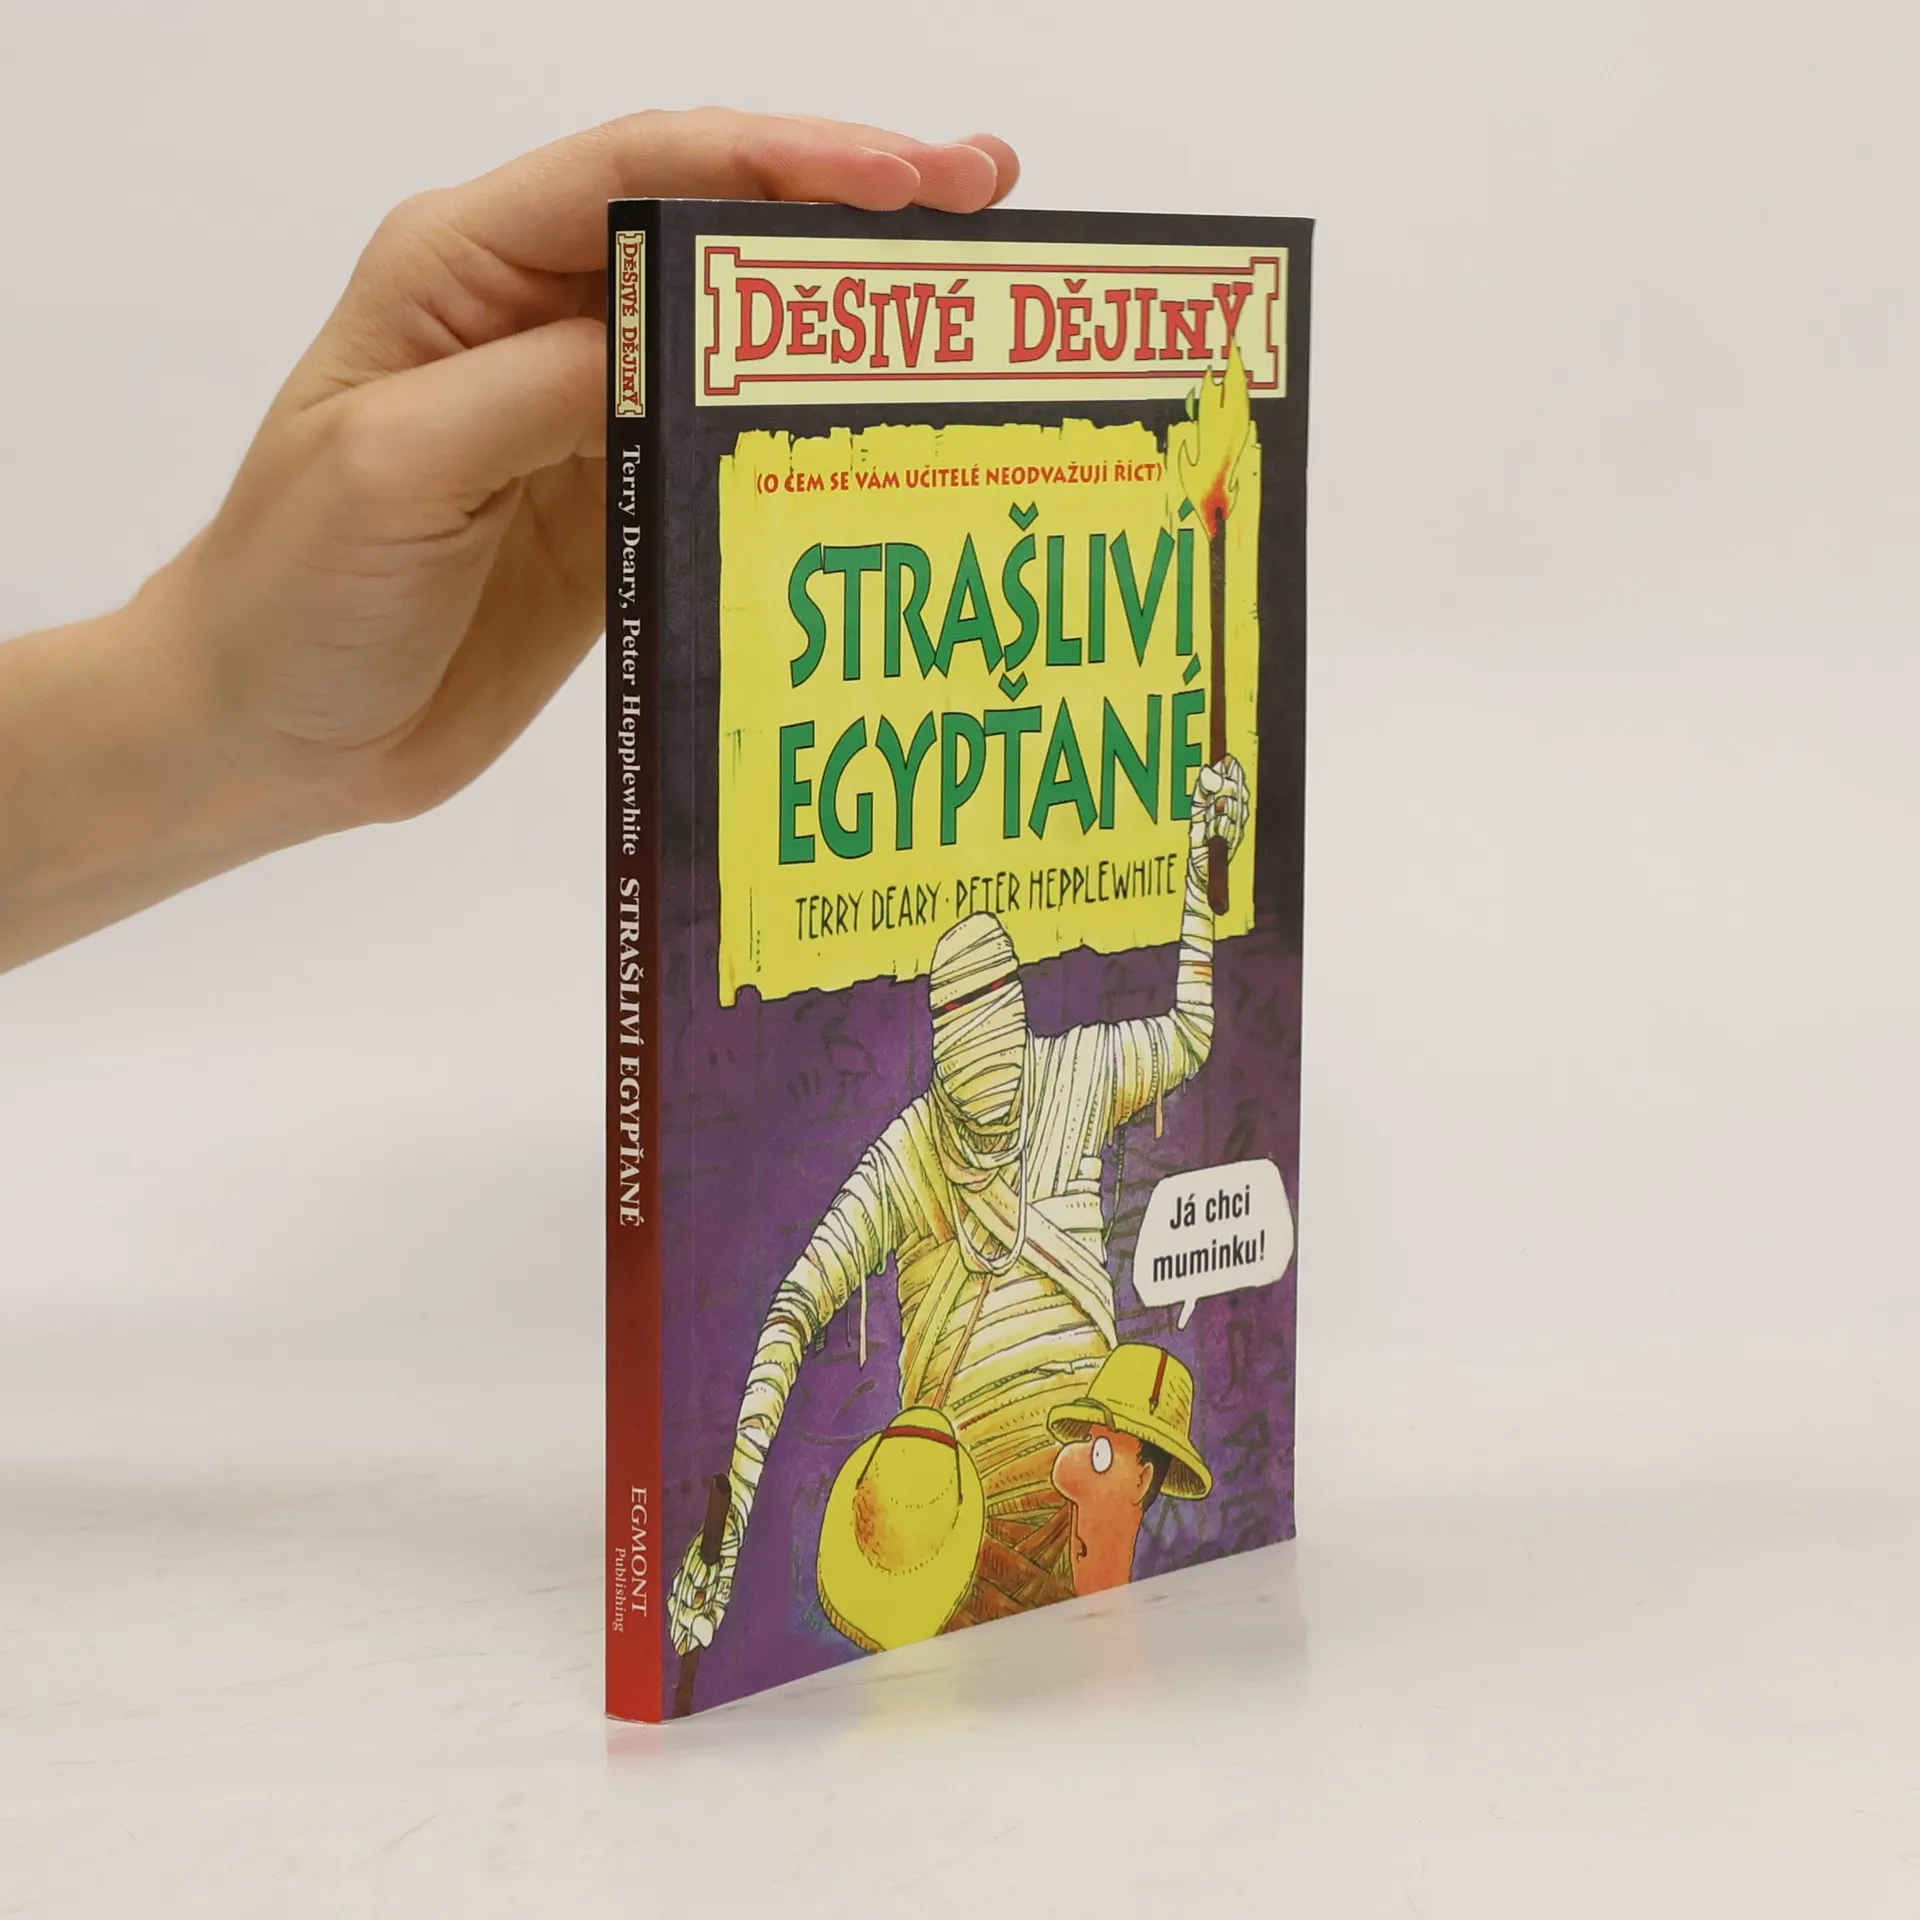 DĚSIVÉ DĚJINY
Terry Deary, Peter Hepplewhite STRAŠLIVÍ EGYPŤANÉ
EGMONT
Publishing
DĚSIVÉ DĚJINY
(O ČEM SE VÁM UČITELÉ NEODVAŽUJÍ ŘÍCT)
STRAŠLIVÍ
EGYPŤANÉ
TERRY DEARY · PETER HEPPLEWHITE
Já chci
muminku!